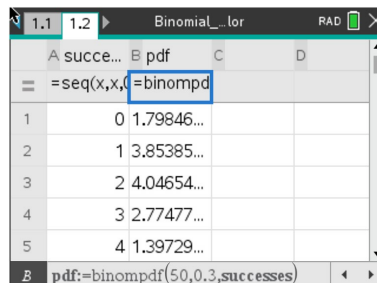 1.1 1.2 Binomial_...lor RAD
A succe... B pdf C D
= =seq(x,x,0 =binompd
1 0 1.79846...
2 1 3.85385...
3 2 4.04654...
4 3 2.77477...
5 4 1.39729...
B pdf:=binompdf(50,0.3,successes)